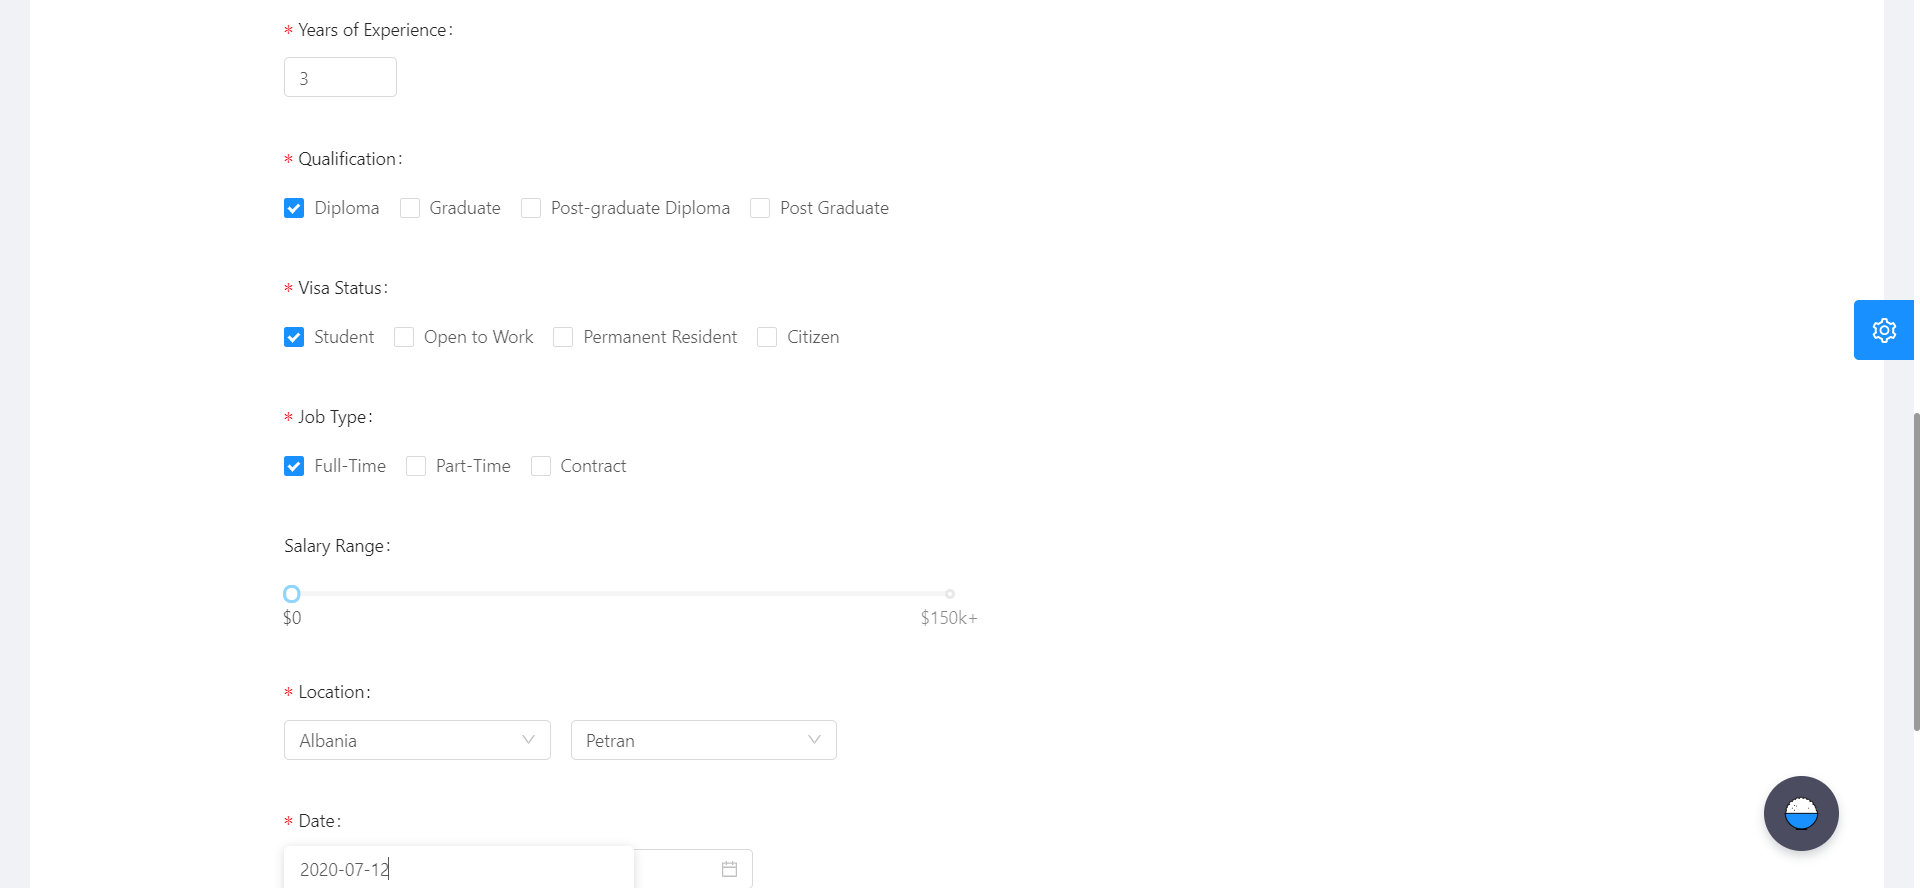 * Years of Experience:
3
* Qualification:
Diploma Graduate Post-graduate Diploma Post Graduate
* Visa Status:
Student Open to Work Permanent Resident Citizen
* Job Type:
Full-Time Part-Time Contract
Salary Range:
$0 $150k+
* Location:
Albania Petran
* Date:
2020-07-12